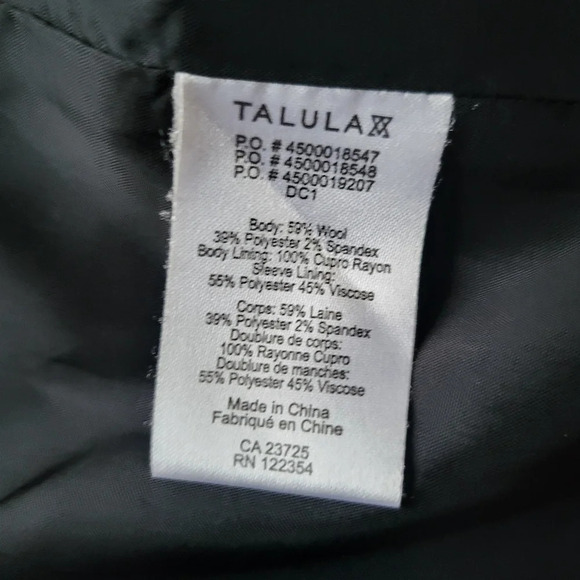 TALULA
P.O. # 4500018547
P.O. # 4500018548
P.O. # 4500019207
DC1
Body: 59% Wool
39% Polyester 2% Spandex
Body Lining: 100% Cupro Rayon
Sleeve Lining:
55% Polyester 45% Viscose
Corps: 59% Laine
39% Polyester 2% Spandex
Doublure de corps:
100% Rayonne Cupro
Doublure de manches:
55% Polyester 45% Viscose
Made in China
Fabriqué en Chine
CA 23725
RN 122354